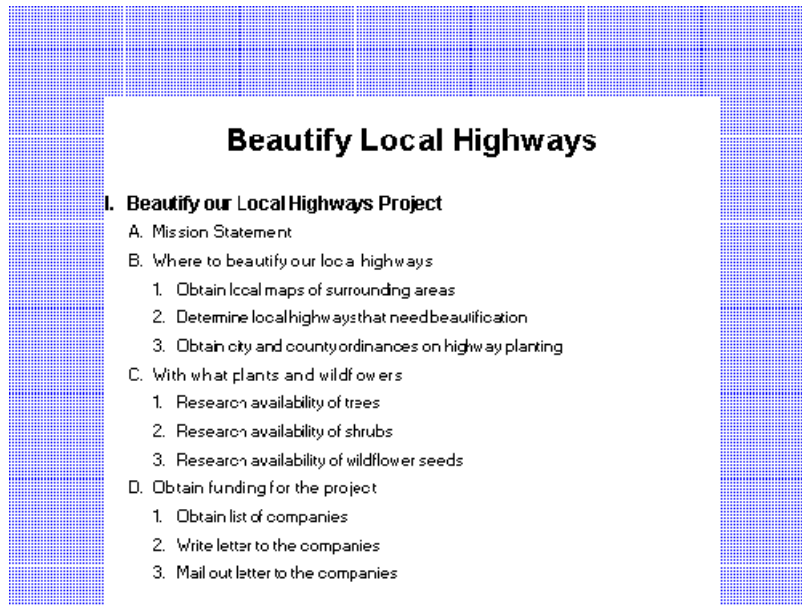 Beautify Local Highways
I. Beautify our Local Highways Project
A. Mission Statement
B. Where to beautify our local highways
1. Obtain local maps of surrounding areas
2. Determine local highways that need beautification
3. Obtain city and county ordinances on highway planting
C. With what plants and wildflowers
1. Research availability of trees
2. Research availability of shrubs
3. Research availability of wildflower seeds
D. Obtain funding for the project
1. Obtain list of companies
2. Write letter to the companies
3. Mail out letter to the companies